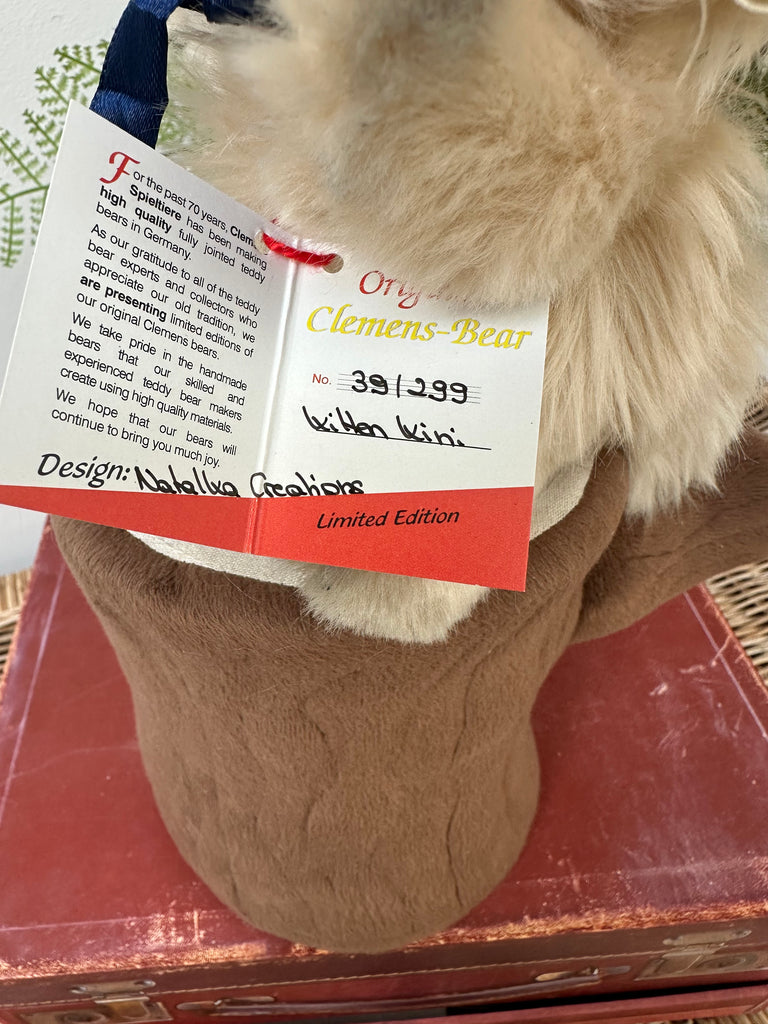 For the past 70 years, Clem
Spieltiere has been making
high quality fully jointed teddy
bears in Germany.
As our gratitude to all of the teddy
bear experts and collectors who
appreciate our old tradition, we
are presenting limited editions of
our original Clemens bears.
We take pride in the handmade
bears that our skilled and
experienced teddy bear makers
create using high quality materials.
We hope that our bears will
continue to bring you much joy.
Design: Natallka Creations
Clemens-Bear
No. 39/299
Kitten Kini.
Limited Edition